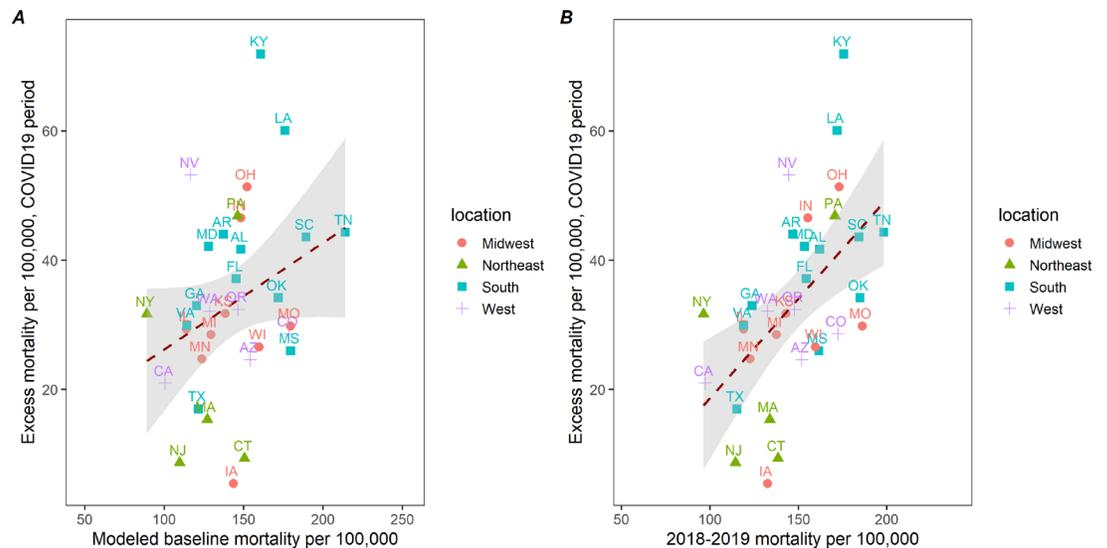 A
B
Excess mortality per 100,000, COVID19 period
60
40
20
KY
LA
NV
OH
PA
IN
AR
MD
AL
SC
TN
FL
NY
GA
WA
KS
OR
OK
VA
MI
MO
CO
WI
MN
AZ
MS
CA
TX
MA
NJ
CT
IA
50
100
150
200
250
Modeled baseline mortality per 100,000
location
Midwest
Northeast
South
West
Excess mortality per 100,000, COVID19 period
60
40
20
KY
LA
NV
OH
IN
PA
AR
MD
AL
SC
TN
FL
NY
GA
WA
KS
OR
OK
VA
MI
MO
CO
WI
MS
MN
AZ
CA
TX
MA
NJ
CT
IA
50
100
150
200
2018-2019 mortality per 100,000
location
Midwest
Northeast
South
West